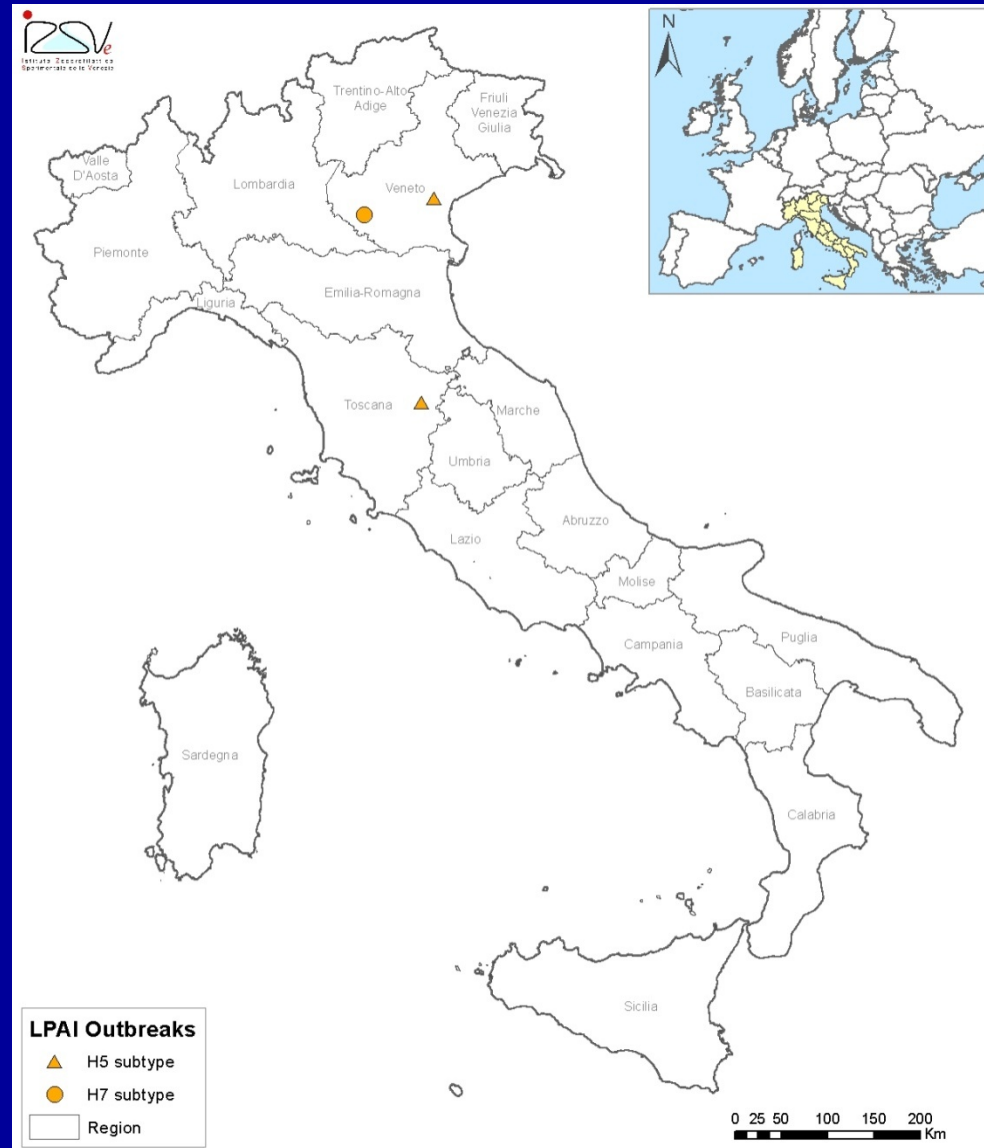 IZSVe
Istituto Zooprofilattico
Sperimentale delle Venezie
N
Trentino-Alto
Adige
Friuli
Venezia
Giulia
Valle
D'Aosta
Lombardia
Veneto
Piemonte
Emilia-Romagna
Liguria
Toscana
Marche
Umbria
Abruzzo
Lazio
Molise
Campania
Puglia
Basilicata
Sardegna
Calabria
Sicilia
LPAI Outbreaks
H5 subtype
H7 subtype
Region
0 25 50 100 150 200
Km